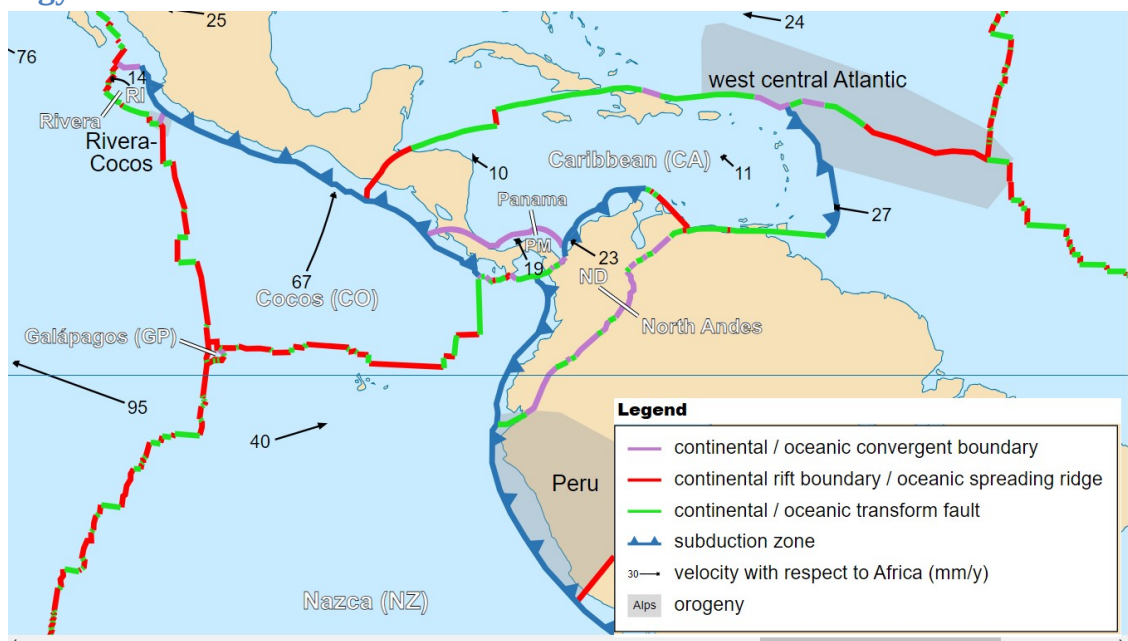 25
24
76
west central Atlantic
14
RI
Rivera
Rivera-
Cocos
Caribbean (CA)
10
11
Panama
27
PM
23
19
ND
67
Cocos (CO)
North Andes
Galápagos (GP)
95
40
Peru
Nazca (NZ)
Legend
continental / oceanic convergent boundary
continental rift boundary / oceanic spreading ridge
continental / oceanic transform fault
subduction zone
30 velocity with respect to Africa (mm/y)
Alps orogeny